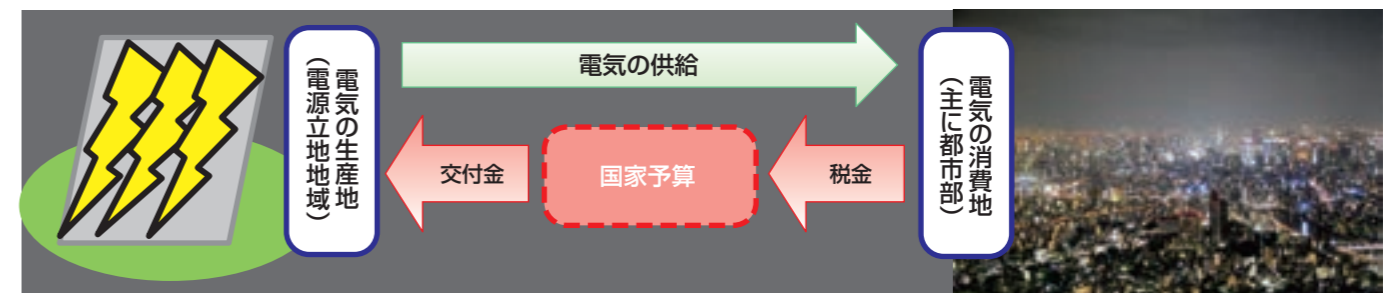 電気の生産地
(電源立地地域)
電気の供給
交付金
国家予算
税金
電気の消費地
(主に都市部)